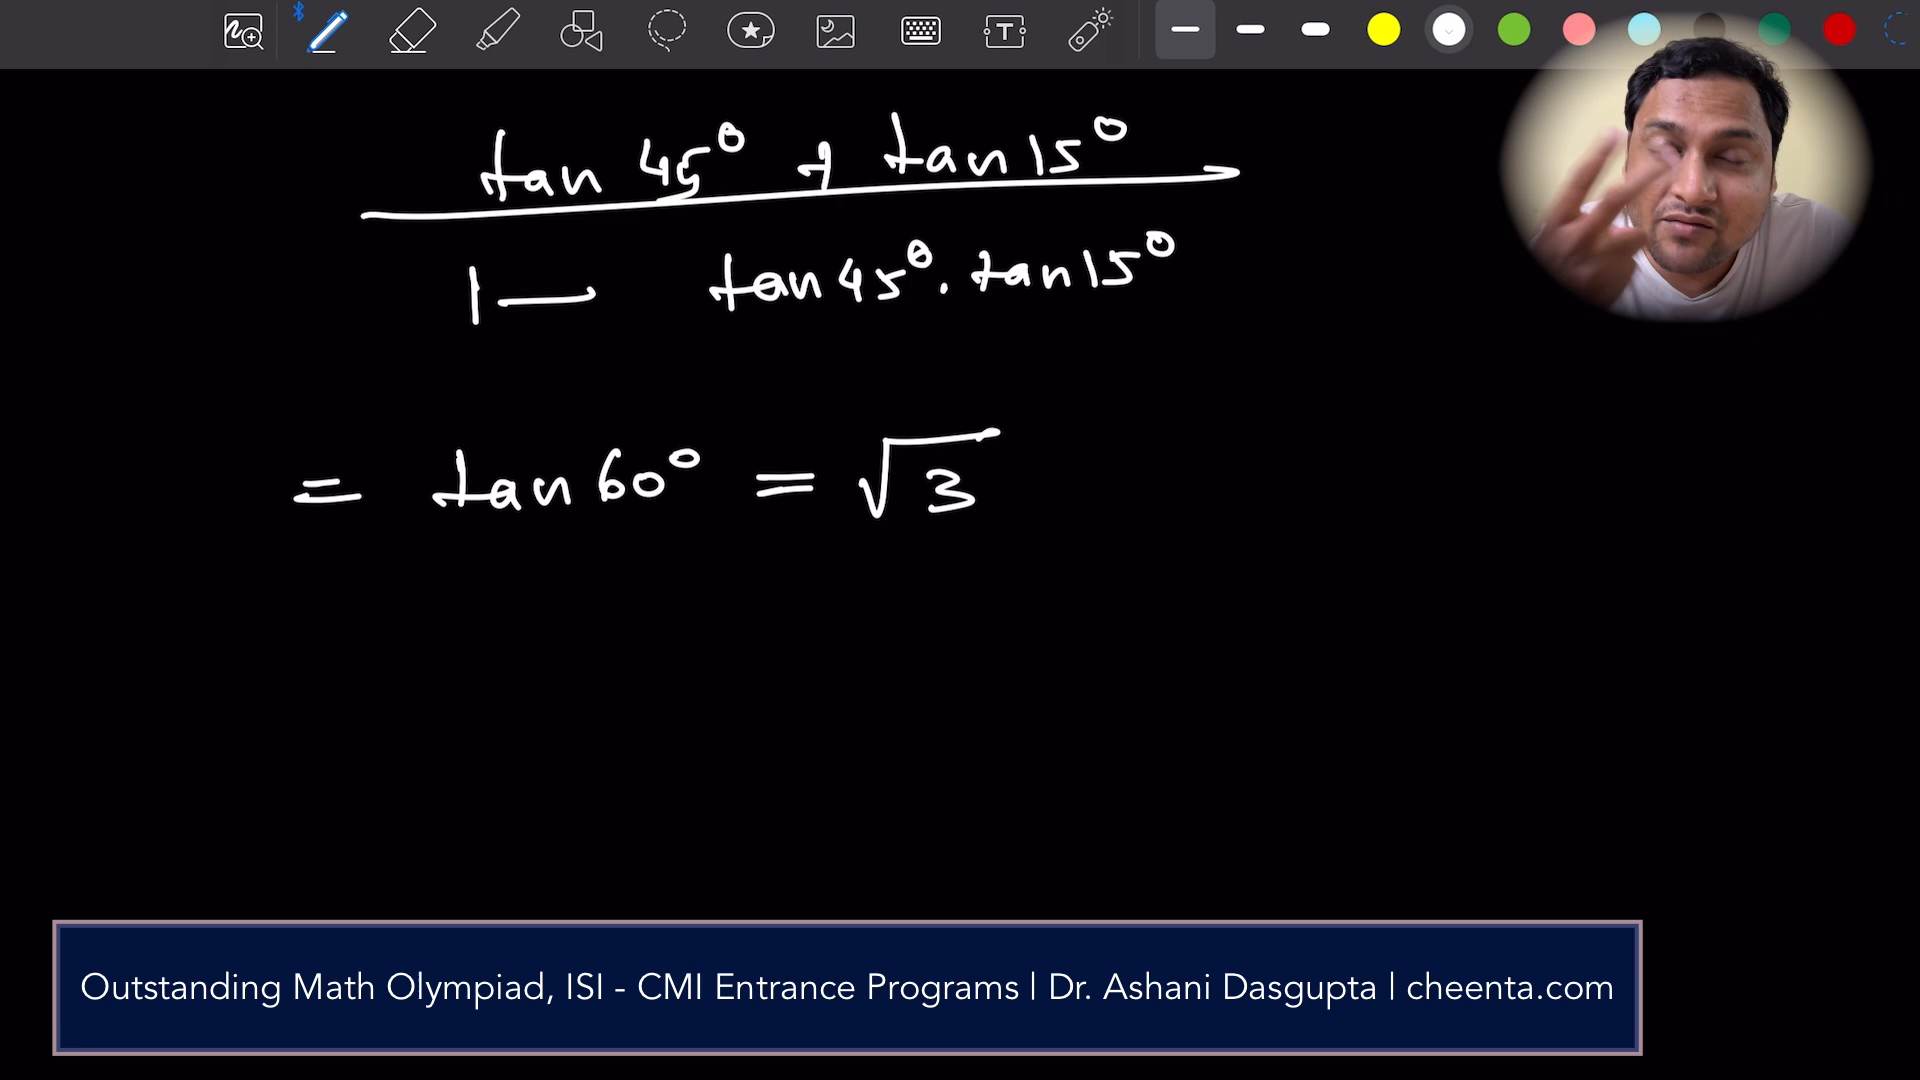 tan 45° + tan 15°
1 — tan 45° . tan 15°
= tan 60° = √3
Outstanding Math Olympiad, ISI - CMI Entrance Programs | Dr. Ashani Dasgupta | cheenta.com